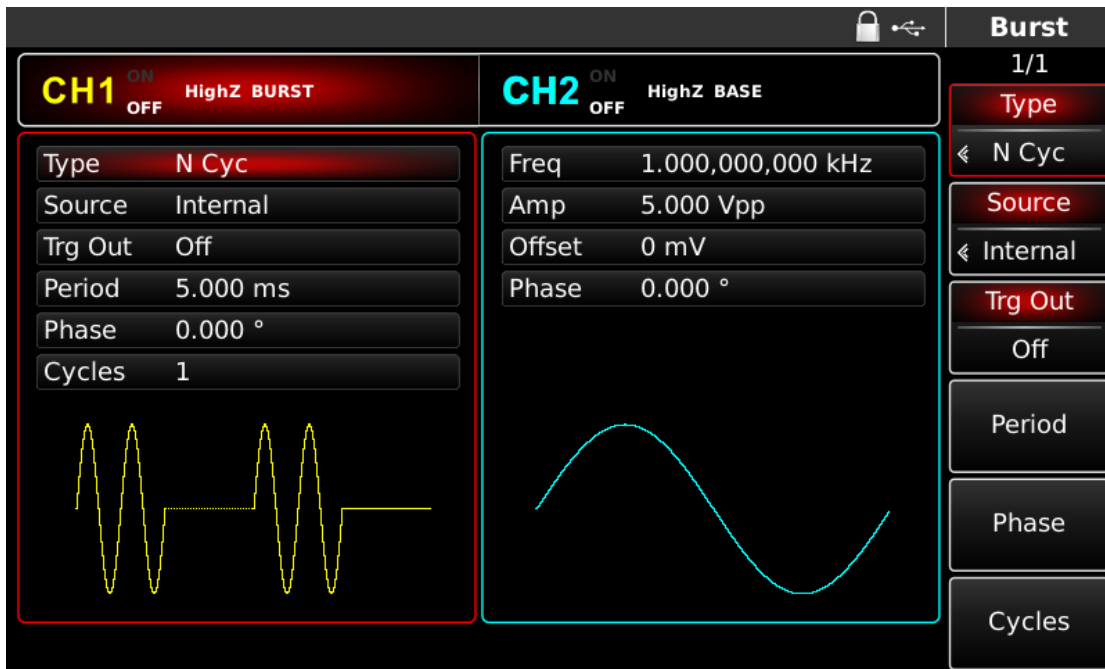 Burst
1/1
CH1 ON OFF HighZ BURST
CH2 ON OFF HighZ BASE
Type N Cyc
Source Internal
Trg Out Off
Period 5.000 ms
Phase 0.000 °
Cycles 1
Freq 1.000,000,000 kHz
Amp 5.000 Vpp
Offset 0 mV
Phase 0.000 °
Type
N Cyc
Source
Internal
Trg Out
Off
Period
Phase
Cycles